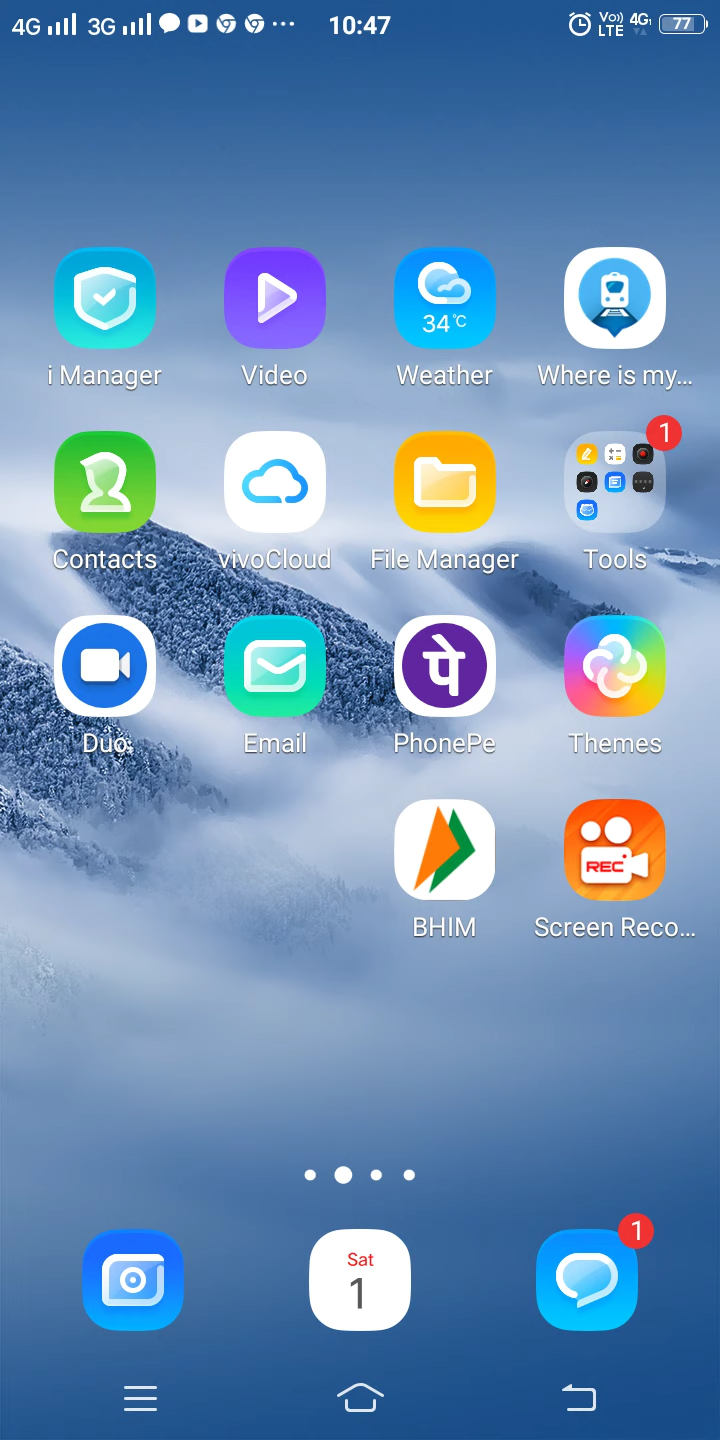 4G 3G 10:47 Vo) LTE 4G 77
34°C
i Manager Video Weather Where is my...
1
Contacts vivoCloud File Manager Tools
पे
Duo Email PhonePe Themes
REC
BHIM Screen Reco...
1
Sat
1